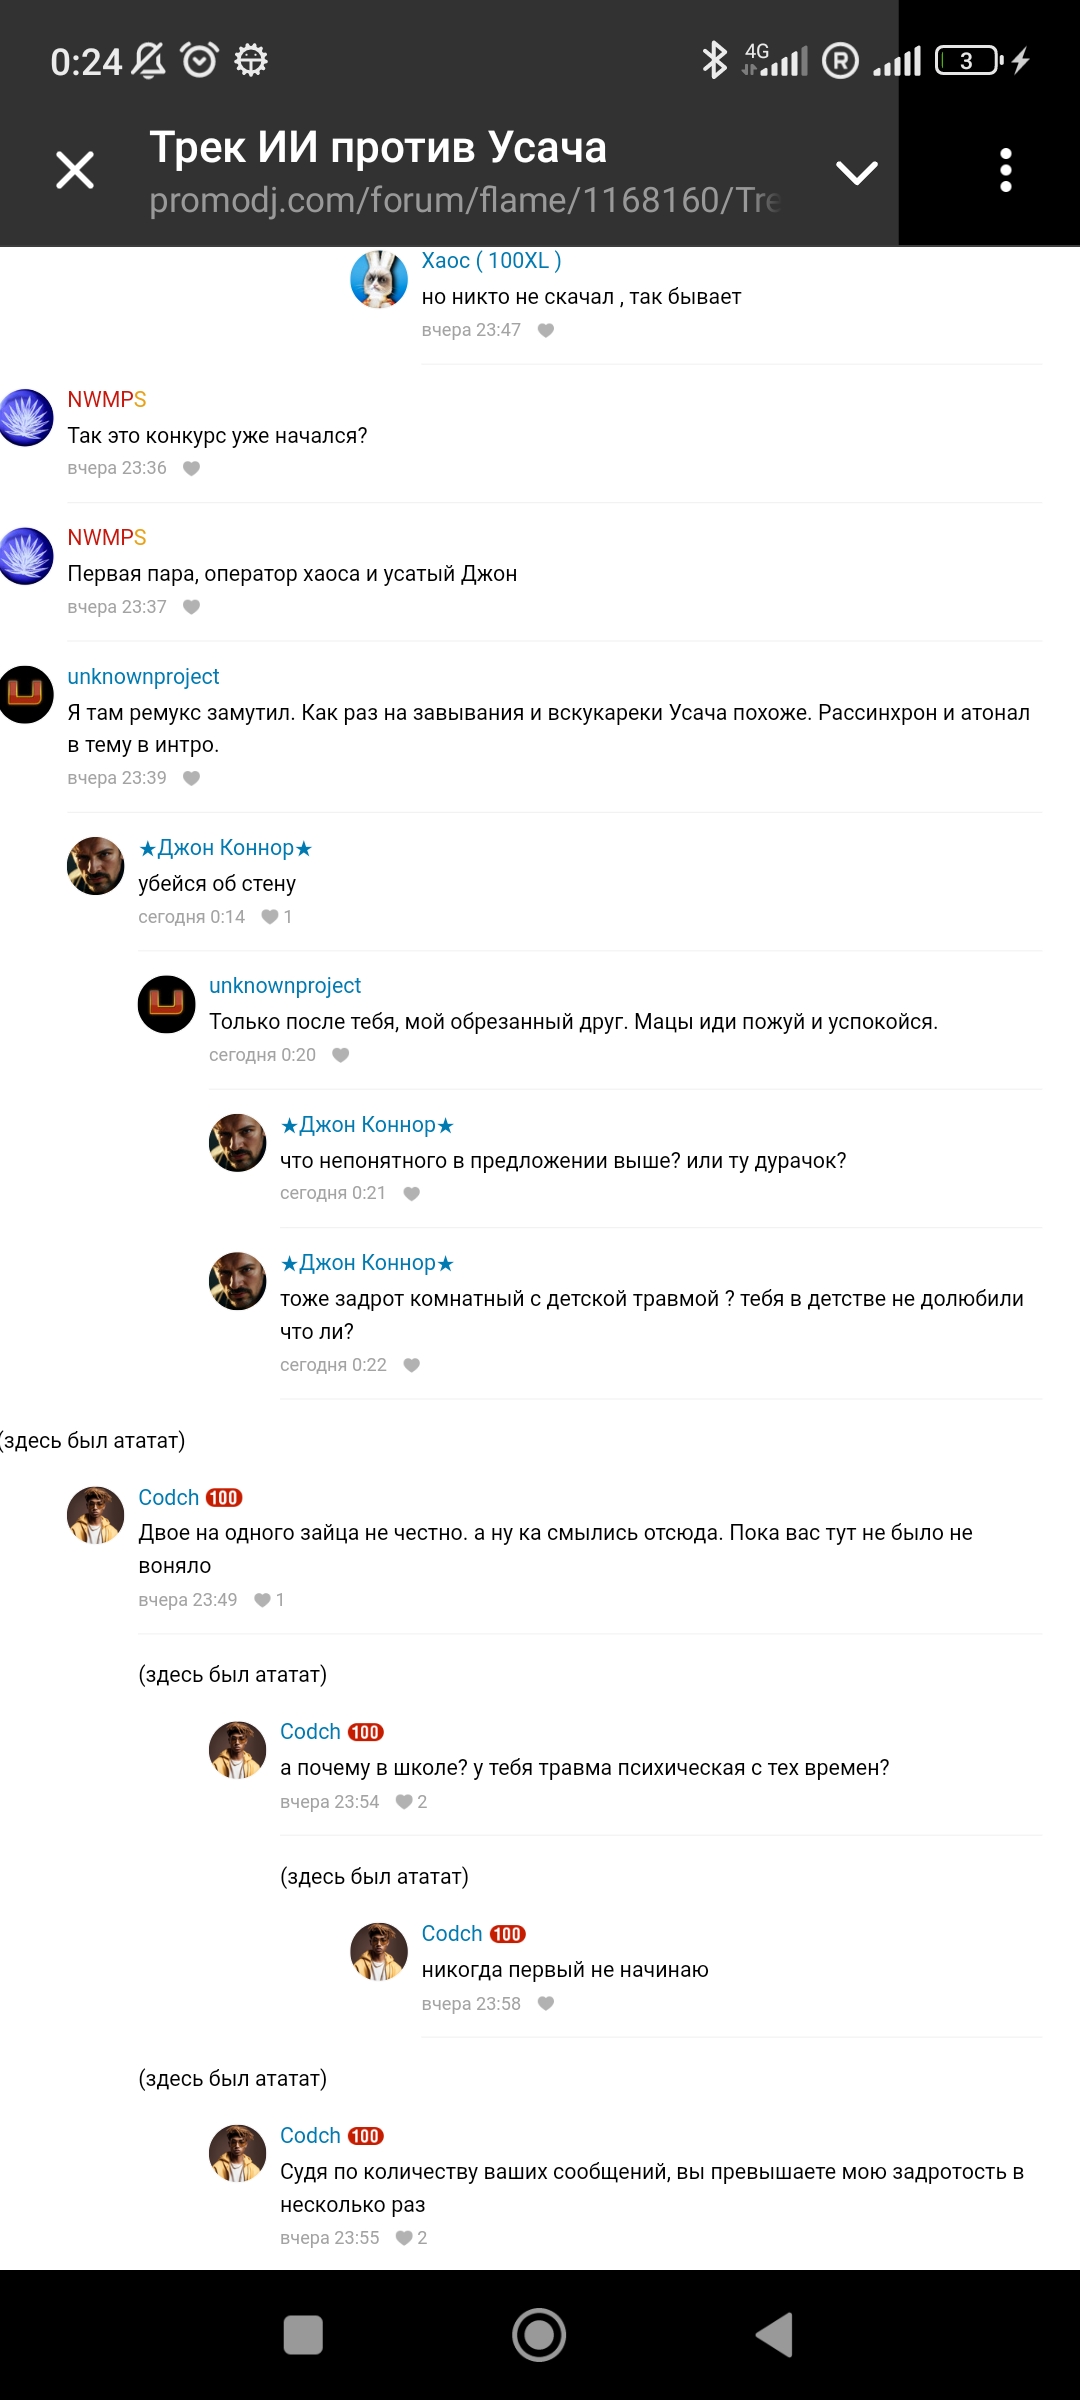 0:24
4G
R
3
Трек ИИ против Усача
promodj.com/forum/flame/1168160/Tre
Хаос ( 100XL )
но никто не скачал , так бывает
вчера 23:47
NWMPS
Так это конкурс уже начался?
вчера 23:36
NWMPS
Первая пара, оператор хаоса и усатый Джон
вчера 23:37
unknownproject
Я там ремукс замутил. Как раз на завывания и вскукареки Усача похоже. Рассинхрон и атонал
в тему в интро.
вчера 23:39
★Джон Коннор★
убейся об стену
сегодня 0:14 1
unknownproject
Только после тебя, мой обрезанный друг. Мацы иди пожуй и успокойся.
сегодня 0:20
★Джон Коннор★
что непонятного в предложении выше? или ту дурачок?
сегодня 0:21
★Джон Коннор★
тоже задрот комнатный с детской травмой ? тебя в детстве не долюбили
что ли?
сегодня 0:22
(здесь был ататат)
Codch 100
Двое на одного зайца не честно. а ну ка смылись отсюда. Пока вас тут не было не
воняло
вчера 23:49 1
(здесь был ататат)
Codch 100
а почему в школе? у тебя травма психическая с тех времен?
вчера 23:54 2
(здесь был ататат)
Codch 100
никогда первый не начинаю
вчера 23:58
(здесь был ататат)
Codch 100
Судя по количеству ваших сообщений, вы превышаете мою задротость в
несколько раз
вчера 23:55 2